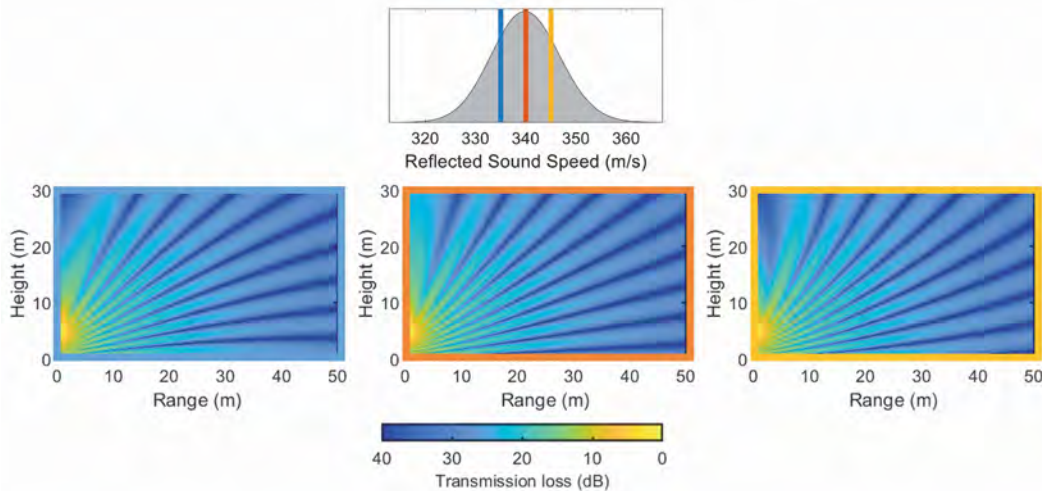 320 330 340 350 360
Reflected Sound Speed (m/s)
30
20
10
0
Height (m)
0 10 20 30 40 50
Range (m)
30
20
10
0
Height (m)
0 10 20 30 40 50
Range (m)
30
20
10
0
Height (m)
0 10 20 30 40 50
Range (m)
40 30 20 10 0
Transmission loss (dB)